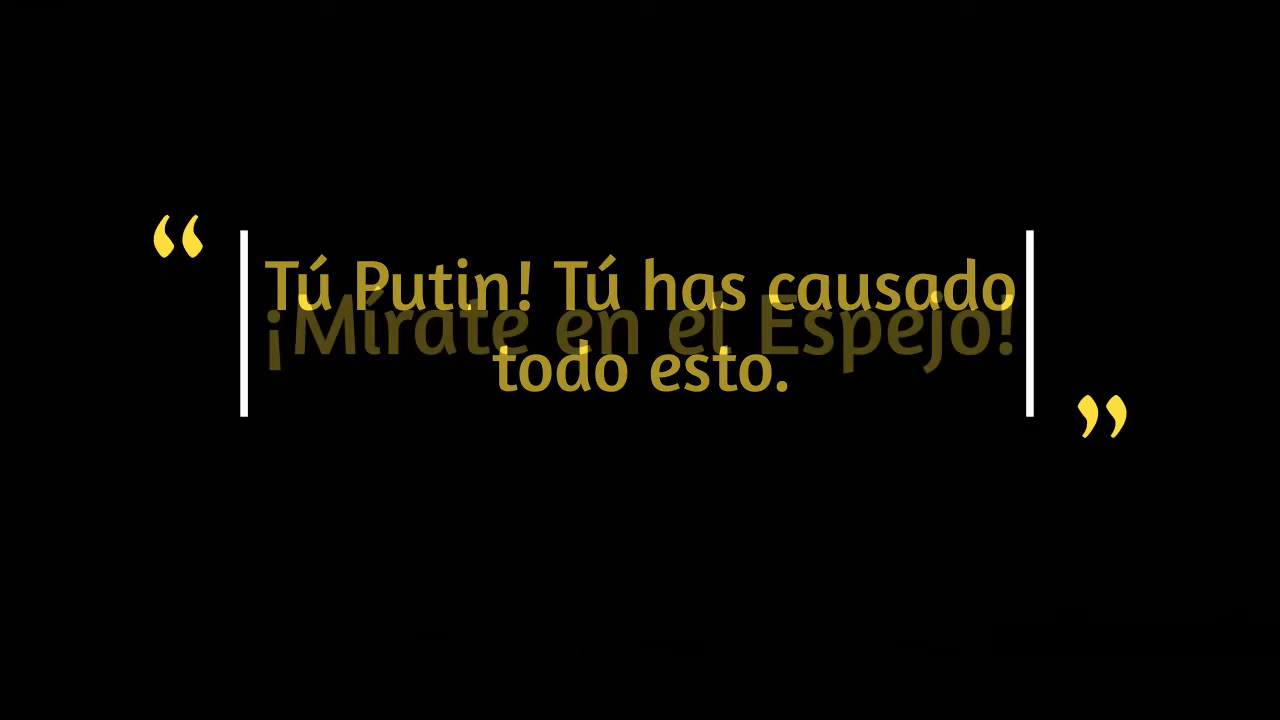 “
Tú Putin! Tú has causado
todo esto.
¡Mírate en el Espejo!
”